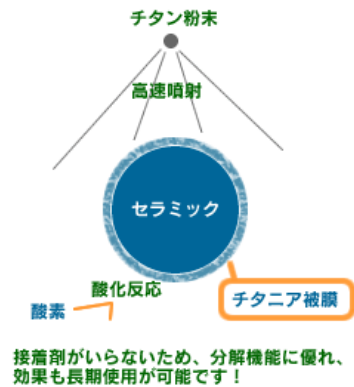 チタン粉末
高速噴射
セラミック
酸化反応
酸素
チタニア被膜
接着剤がいらないため、分解機能に優れ、
効果も長期使用が可能です！